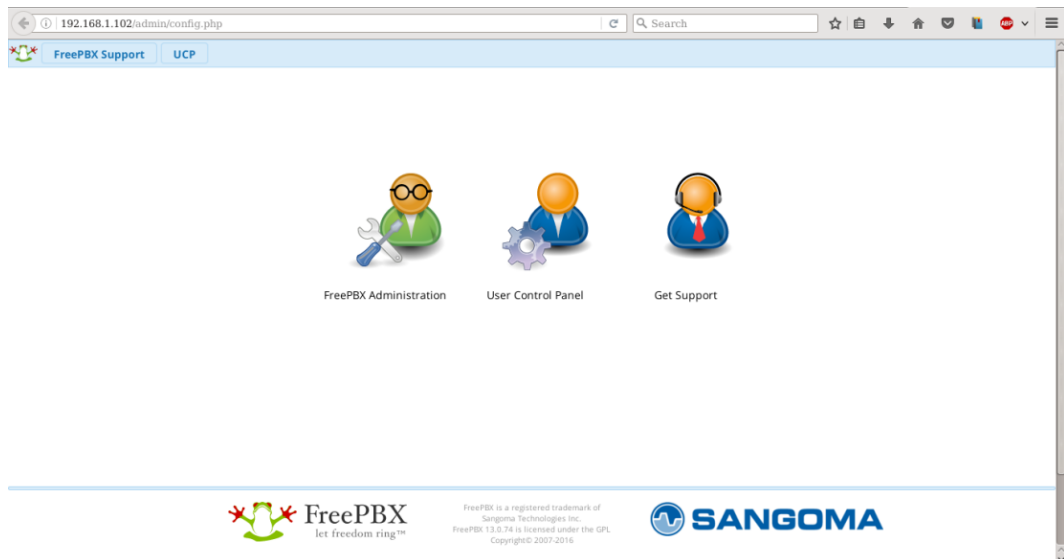 192.168.1.102/admin/config.php
Search
ABP
FreePBX Support
UCP
FreePBX Administration
User Control Panel
Get Support
FreePBX
let freedom ring™
FreePBX is a registered trademark of
Sangoma Technologies Inc.
FreePBX 13.0.74 is licensed under the GPL
Copyright© 2007-2016
SANGOMA